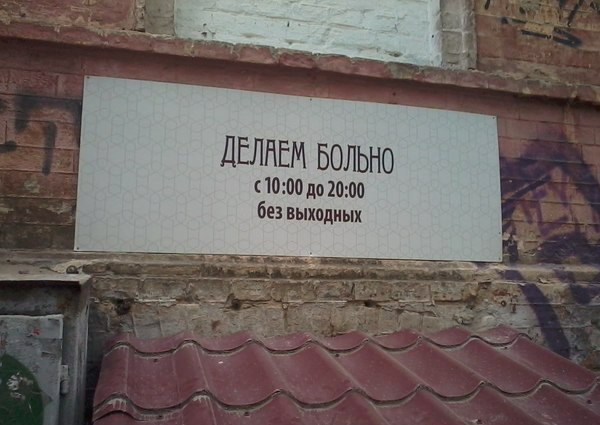 ДЕЛАЕМ БОЛЬНО
с 10:00 до 20:00
без выходных